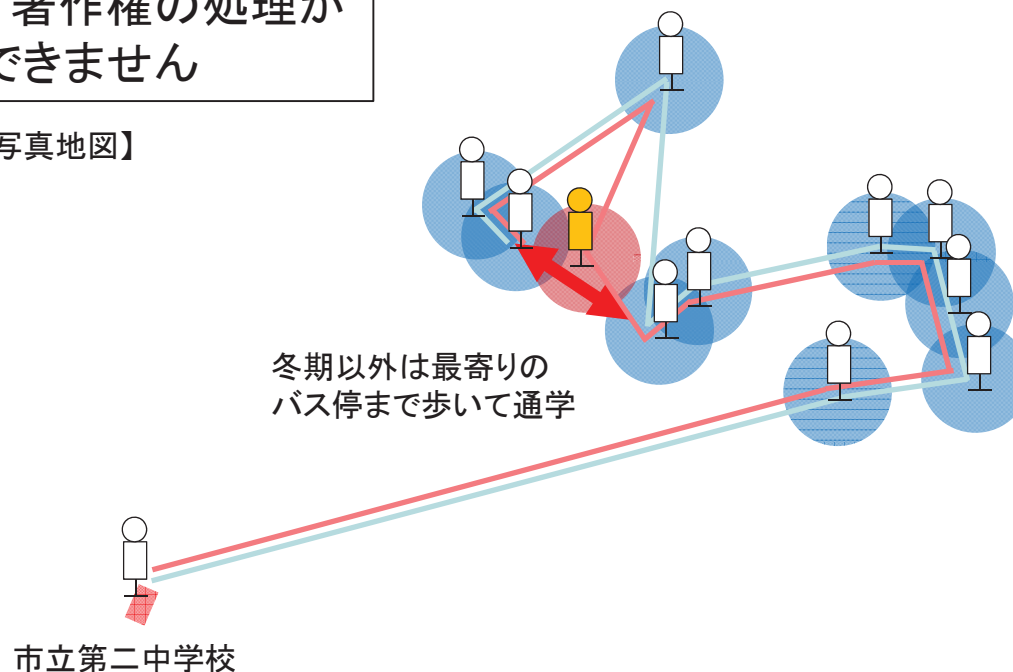 著作権の処理が
できません
写真地図】
冬期以外は最寄りの
バス停まで歩いて通学
市立第二中学校